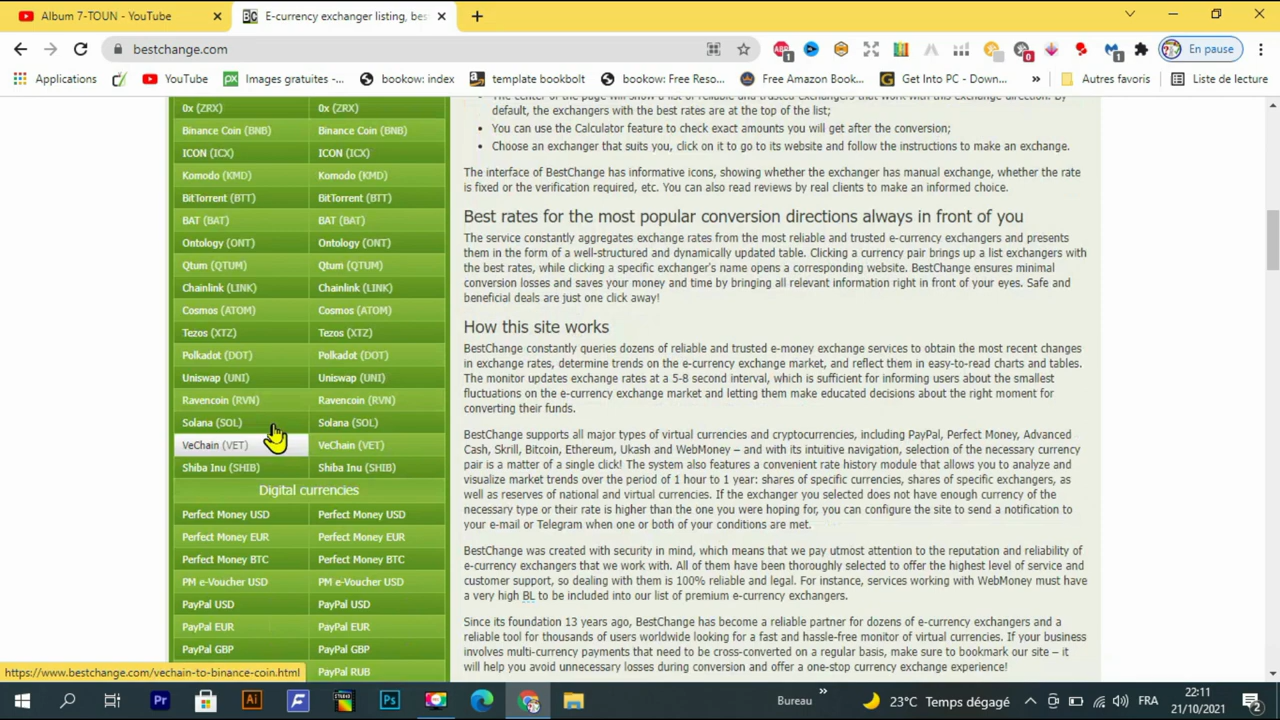 Album 7-TOUN - YouTube
E-currency exchanger listing, bes
bestchange.com
En pause
Applications
YouTube
Images gratuites -...
bookow: index
template bookbolt
bookow: Free Reso...
Free Amazon Book...
Get Into PC - Down...
Autres favoris
Liste de lecture
0x (ZRX) 0x (ZRX)
Binance Coin (BNB) Binance Coin (BNB)
ICON (ICX) ICON (ICX)
Komodo (KMD) Komodo (KMD)
BitTorrent (BTT) BitTorrent (BTT)
BAT (BAT) BAT (BAT)
Ontology (ONT) Ontology (ONT)
Qtum (QTUM) Qtum (QTUM)
Chainlink (LINK) Chainlink (LINK)
Cosmos (ATOM) Cosmos (ATOM)
Tezos (XTZ) Tezos (XTZ)
Polkadot (DOT) Polkadot (DOT)
Uniswap (UNI) Uniswap (UNI)
Ravencoin (RVN) Ravencoin (RVN)
Solana (SOL) Solana (SOL)
VeChain (VET) VeChain (VET)
Shiba Inu (SHIB) Shiba Inu (SHIB)
Digital currencies
Perfect Money USD Perfect Money USD
Perfect Money EUR Perfect Money EUR
Perfect Money BTC Perfect Money BTC
PM e-Voucher USD PM e-Voucher USD
PayPal USD PayPal USD
PayPal EUR PayPal EUR
PayPal GBP PayPal GBP
PayPal RUB
The center of the page will show a list of reliable and trusted exchangers that work with this exchange direction. By
default, the exchangers with the best rates are at the top of the list;
• You can use the Calculator feature to check exact amounts you will get after the conversion;
• Choose an exchanger that suits you, click on it to go to its website and follow the instructions to make an exchange.
The interface of BestChange has informative icons, showing whether the exchanger has manual exchange, whether the rate
is fixed or the verification required, etc. You can also read reviews by real clients to make an informed choice.
Best rates for the most popular conversion directions always in front of you
The service constantly aggregates exchange rates from the most reliable and trusted e-currency exchangers and presents
them in the form of a well-structured and dynamically updated table. Clicking a currency pair brings up a list exchangers with
the best rates, while clicking a specific exchanger's name opens a corresponding website. BestChange ensures minimal
conversion losses and saves your money and time by bringing all relevant information right in front of your eyes. Safe and
beneficial deals are just one click away!
How this site works
BestChange constantly queries dozens of reliable and trusted e-money exchange services to obtain the most recent changes
in exchange rates, determine trends on the e-currency exchange market, and reflect them in easy-to-read charts and tables.
The monitor updates exchange rates at a 5-8 second interval, which is sufficient for informing users about the smallest
fluctuations on the e-currency exchange market and letting them make educated decisions about the right moment for
converting their funds.
BestChange supports all major types of virtual currencies and cryptocurrencies, including PayPal, Perfect Money, Advanced
Cash, Skrill, Bitcoin, Ethereum, Ukash and WebMoney – and with its intuitive navigation, selection of the necessary currency
pair is a matter of a single click! The system also features a convenient rate history module that allows you to analyze and
visualize market trends over the period of 1 hour to 1 year: shares of specific currencies, shares of specific exchangers, as
well as reserves of national and virtual currencies. If the exchanger you selected does not have enough currency of the
necessary type or their rate is higher than the one you were hoping for, you can configure the site to send a notification to
your e-mail or Telegram when one or both of your conditions are met.
BestChange was created with security in mind, which means that we pay utmost attention to the reputation and reliability of
e-currency exchangers that we work with. All of them have been thoroughly selected to offer the highest level of service and
customer support, so dealing with them is 100% reliable and legal. For instance, services working with WebMoney must have
a very high BL to be included into our list of premium e-currency exchangers.
Since its foundation 13 years ago, BestChange has become a reliable partner for dozens of e-currency exchangers and a
reliable tool for thousands of users worldwide looking for a fast and hassle-free monitor of virtual currencies. If your business
involves multi-currency payments that need to be cross-converted on a regular basis, make sure to bookmark our site – it
will help you avoid unnecessary losses during conversion and offer a one-stop currency exchange experience!
https://www.bestchange.com/vechain-to-binance-coin.html
Bureau
23°C Temps dégagé
FRA
22:11
21/10/2021